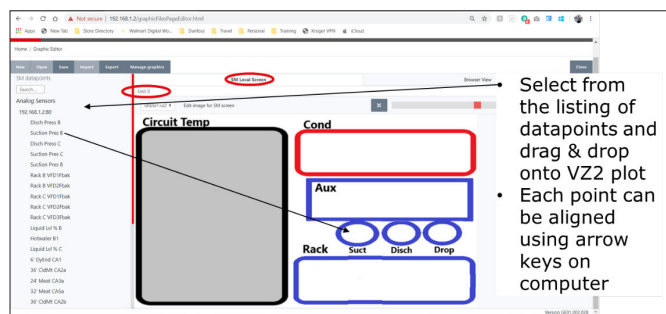 Not secure | 192.168.1.2/graphicFilesPageEditor.html
Apps New Tab Store Directory Walmart Digital Wo... Danfoss Travel Personal Training Kroger VPN iCloud
Home / Graphic Editor
New Open Save Import Export Manage graphics Close
SM datapoints
SM Local Screen
Browser View
Search ...
Unit 0
Edit image for SM screen
Analog Sensors
192.168.1.2:80
Disch Press B
Suction Pres B
Disch Press C
Suction Pres C
Suction Pres B
Rack B VFD1Fbak
Rack B VFD2Fbak
Rack C VFD1Fbak
Rack C VFD2Fbak
Rack C VFD3Fbak
Liquid Lvl % B
Hotwater B1
Liquid Lvl % C
6' DyEnd CA1
36' CldMt CA2a
24' Meat CA3a
32' Meat CA5a
36' CldMt CA2b
Circuit Temp
Cond
Aux
Suct Disch Drop
Rack
• Select from
the listing of
datapoints and
drag & drop
onto VZ2 plot
• Each point can
be aligned
using arrow
keys on
computer